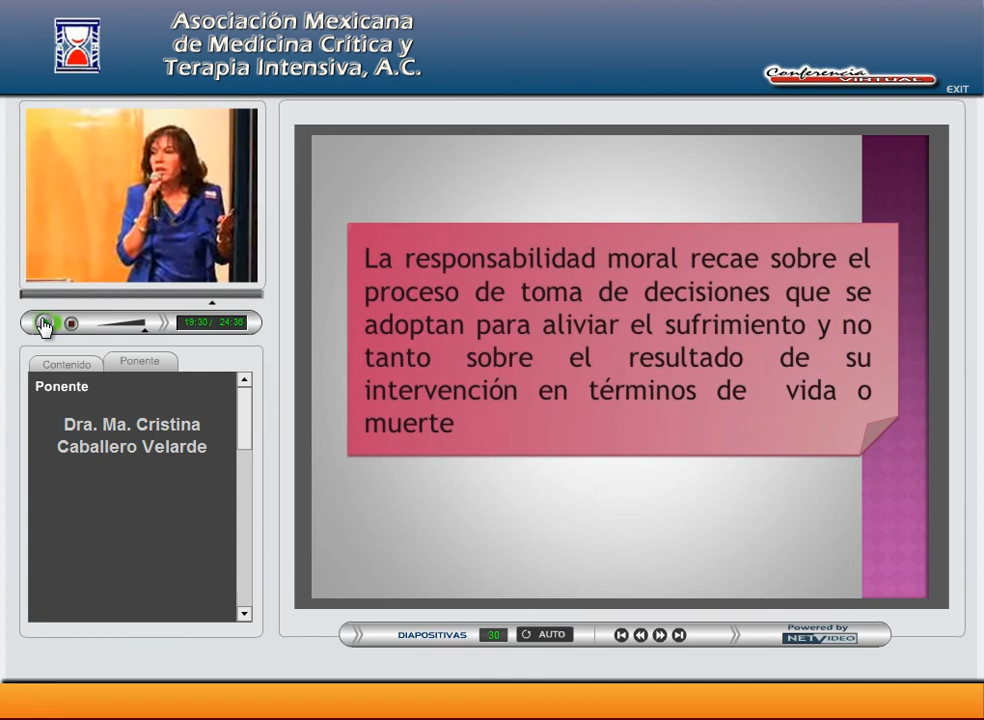 Asociación Mexicana
de Medicina Crítica y
Terapia Intensiva, A.C.
Conferencia
VIRTUAL
EXIT
19:30 / 24:36
Contenido
Ponente
Ponente
Dra. Ma. Cristina
Caballero Velarde
La responsabilidad moral recae sobre el
proceso de toma de decisiones que se
adoptan para aliviar el sufrimiento y no
tanto sobre el resultado de su
intervención en términos de vida o
muerte
DIAPOSITIVAS 30 AUTO
Powered by
NETVIDEO